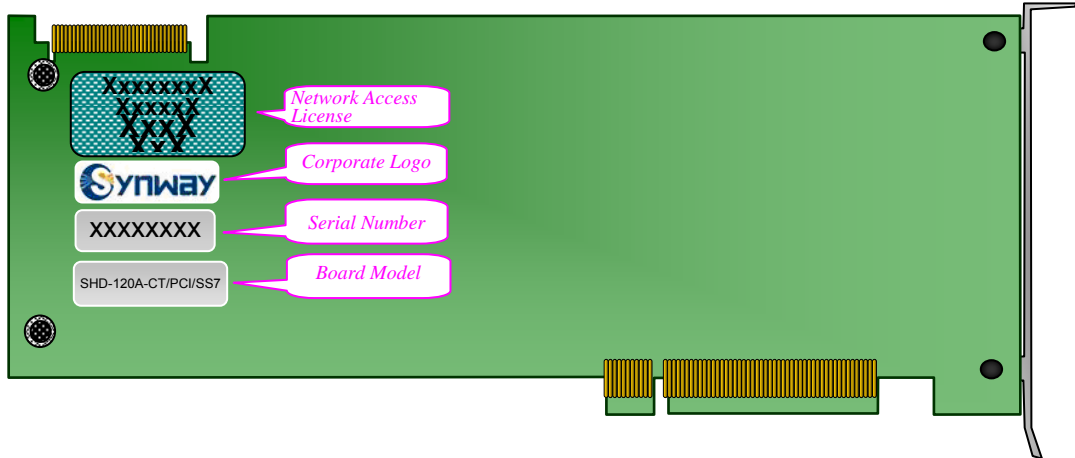 XxxxxxxX
XxxxxX
XxxX
XxX
Network Access
License
Synway
Corporate Logo
XXXXXXXX
Serial Number
SHD-120A-CT/PCI/SS7
Board Model